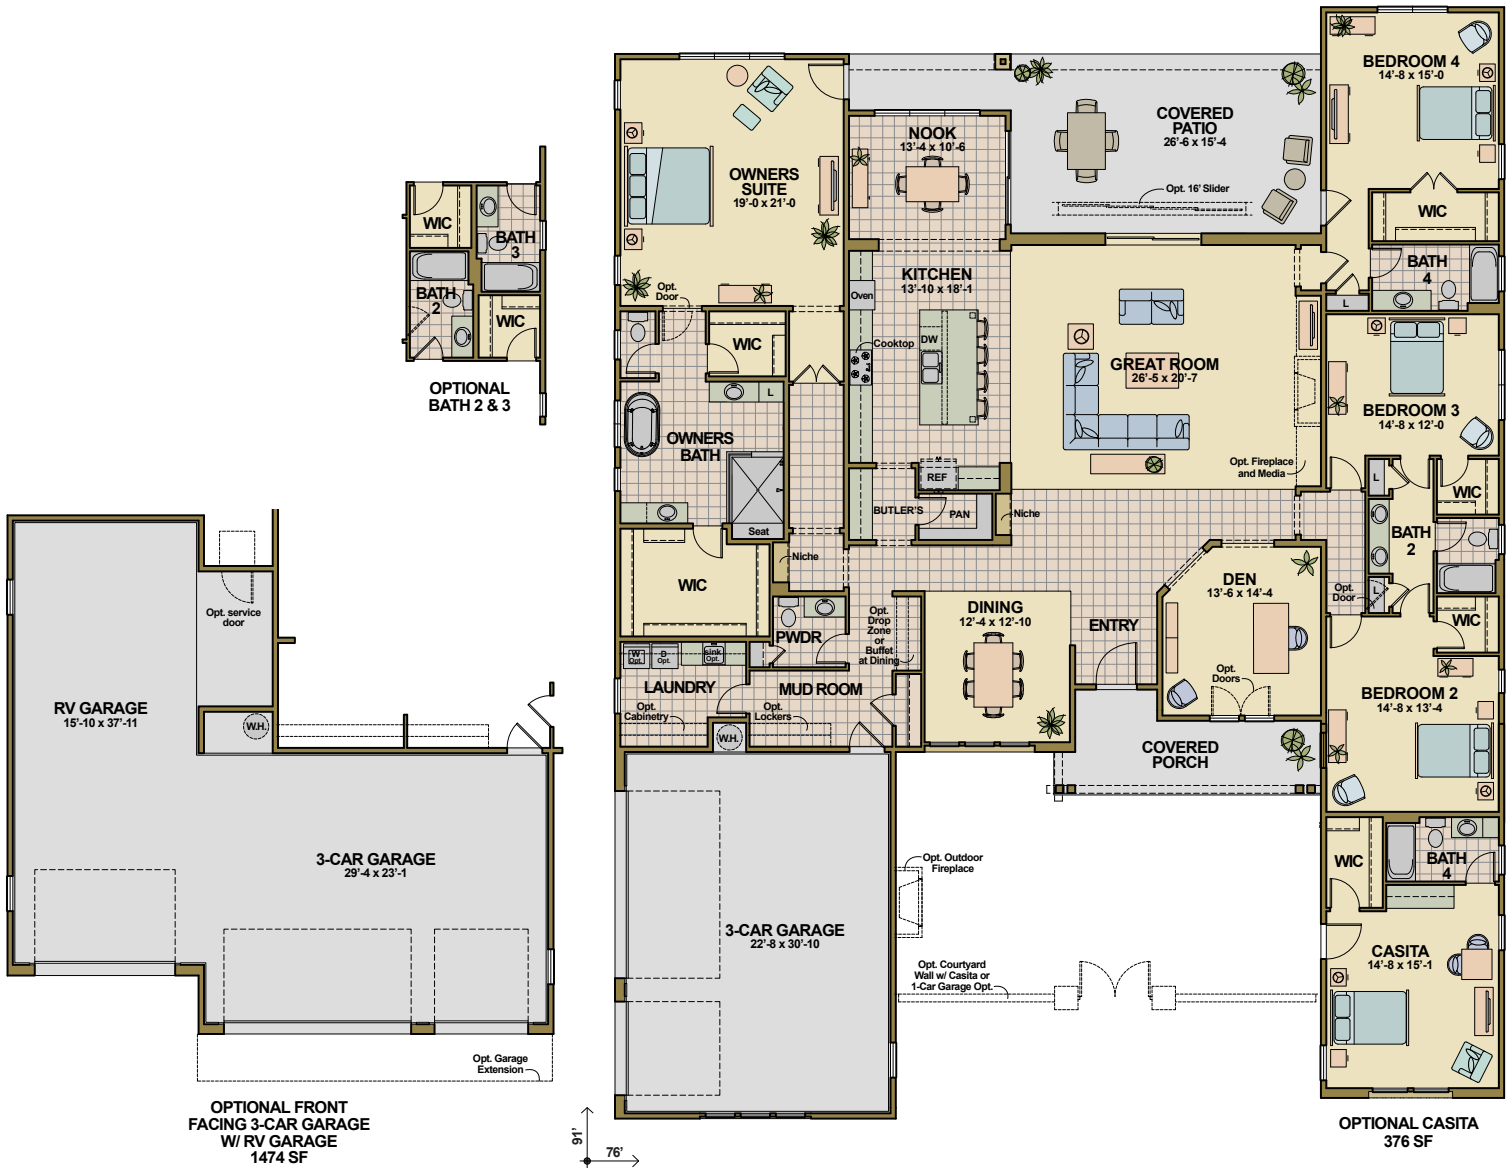 BEDROOM 4
14'-8 x 15'-0
WIC
BATH
4
L
COVERED
PATIO
26'-6 x 15'-4
Opt. 16' Slider
NOOK
13'-4 x 10'-6
OWNERS
SUITE
19'-0 x 21'-0
Opt.
Door
WIC
KITCHEN
13'-10 x 18'-1
Oven
Cooktop
DW
REF
GREAT ROOM
26'-5 x 20'-7
Opt. Fireplace
and Media
BEDROOM 3
14'-8 x 12'-0
OWNERS
BATH
L
Seat
BUTLER'S
PAN
Niche
Niche
L
WIC
BATH
2
L
Opt.
Door
WIC
WIC
DEN
13'-6 x 14'-4
Opt.
Doors
DINING
12'-4 x 12'-10
ENTRY
PWDR
Opt.
Drop
Zone
or
Buffet
at Dining
W
Opt.
D
Opt.
sink
Opt.
LAUNDRY
Opt.
Cabinetry
MUD ROOM
Opt.
Lockers
W.H.
BEDROOM 2
14'-8 x 13'-4
COVERED
PORCH
WIC
BATH
4
CASITA
14'-8 x 15'-1
OPTIONAL CASITA
376 SF
Opt. Outdoor
Fireplace
Opt. Courtyard
Wall w/ Casita or
1-Car Garage Opt.
3-CAR GARAGE
22'-8 x 30'-10
91'
76'
WIC
BATH
3
BATH
2
WIC
OPTIONAL
BATH 2 & 3
Opt. service
door
RV GARAGE
15'-10 x 37'-11
W.H.
3-CAR GARAGE
29'-4 x 23'-1
Opt. Garage
Extension
OPTIONAL FRONT
FACING 3-CAR GARAGE
W/ RV GARAGE
1474 SF